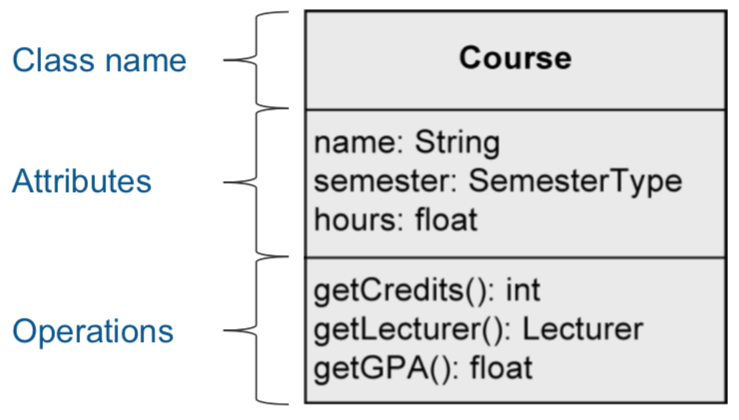 Class name
Course
Attributes
name: String
semester: SemesterType
hours: float
Operations
getCredits(): int
getLecturer(): Lecturer
getGPA(): float